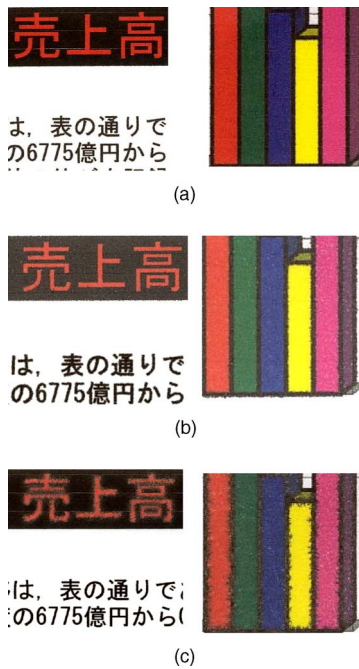 売上高
は，表の通りで
の6775億円から
(a)
売上高
は，表の通りで
の6775億円から
(b)
売上高
は，表の通りで
の6775億円から
(c)